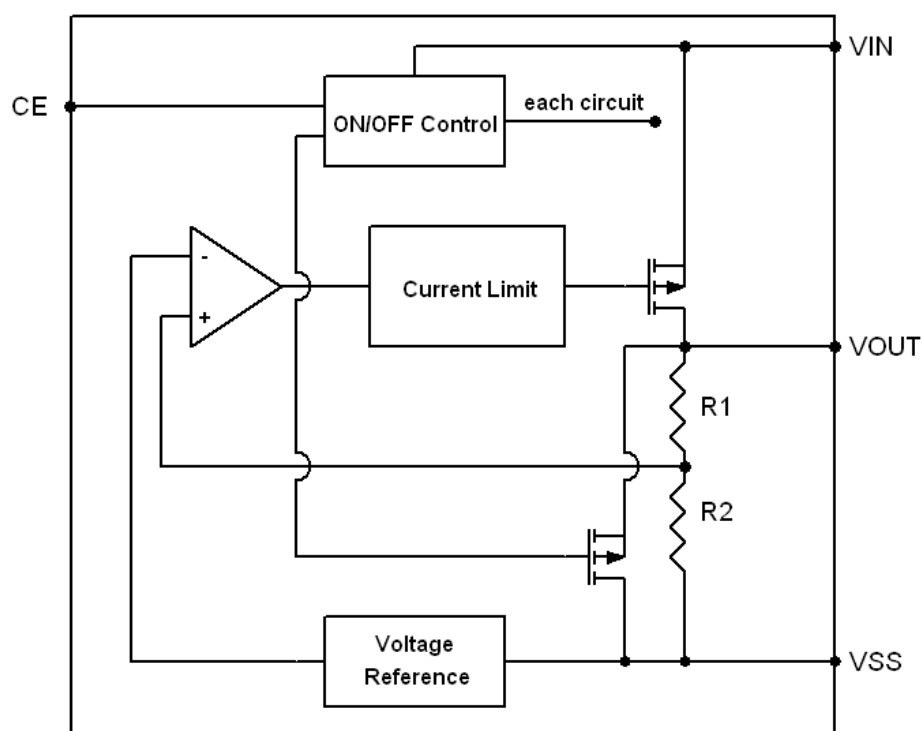 VIN
CE
each circuit
ON/OFF Control
-
Current Limit
+
VOUT
R1
R2
Voltage
Reference
VSS